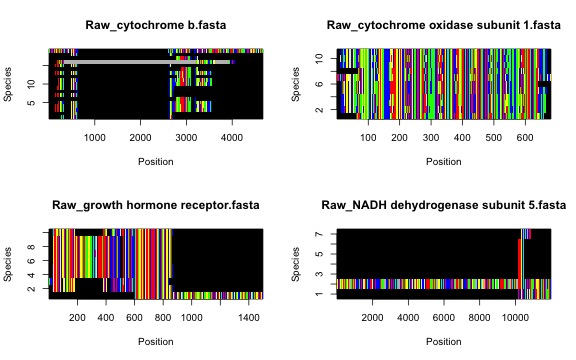 Raw_cytochrome b.fasta
Species
5 10
1000 2000 3000 4000
Position
Raw_cytochrome oxidase subunit 1.fasta
Species
2 6 10
100 200 300 400 500 600
Position
Raw_growth hormone receptor.fasta
Species
2 4 6 8
200 400 600 800 1000 1400
Position
Raw_NADH dehydrogenase subunit 5.fasta
Species
1 3 5 7
2000 4000 6000 8000 10000
Position